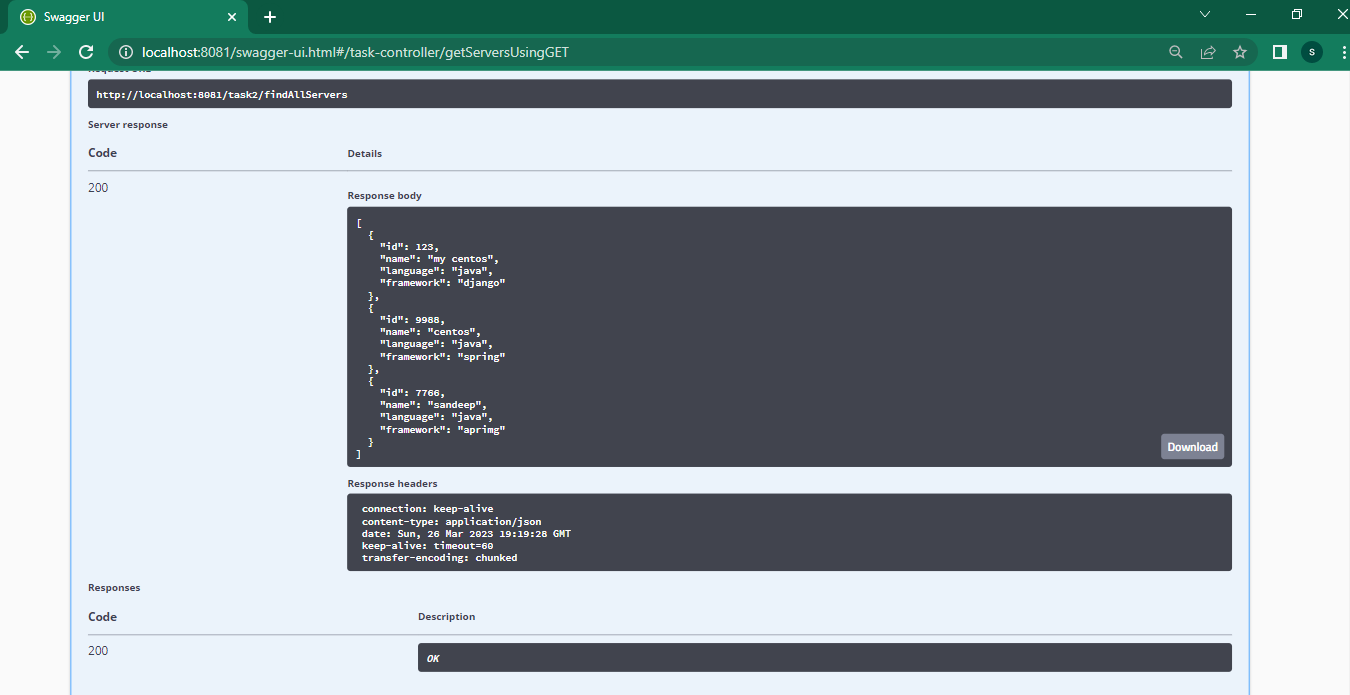 Swagger UI
localhost:8081/swagger-ui.html#/task-controller/getServersUsingGET
S
http://localhost:8081/task2/findAllServers
Server response
Code Details
200
Response body
[
{
"id": 123,
"name": "my centos",
"language": "java",
"framework": "django"
},
{
"id": 9988,
"name": "centos",
"language": "java",
"framework": "spring"
},
{
"id": 7766,
"name": "sandeep",
"language": "java",
"framework": "aprimg"
}
]
Download
Response headers
connection: keep-alive
content-type: application/json
date: Sun, 26 Mar 2023 19:19:28 GMT
keep-alive: timeout=60
transfer-encoding: chunked
Responses
Code Description
200
OK